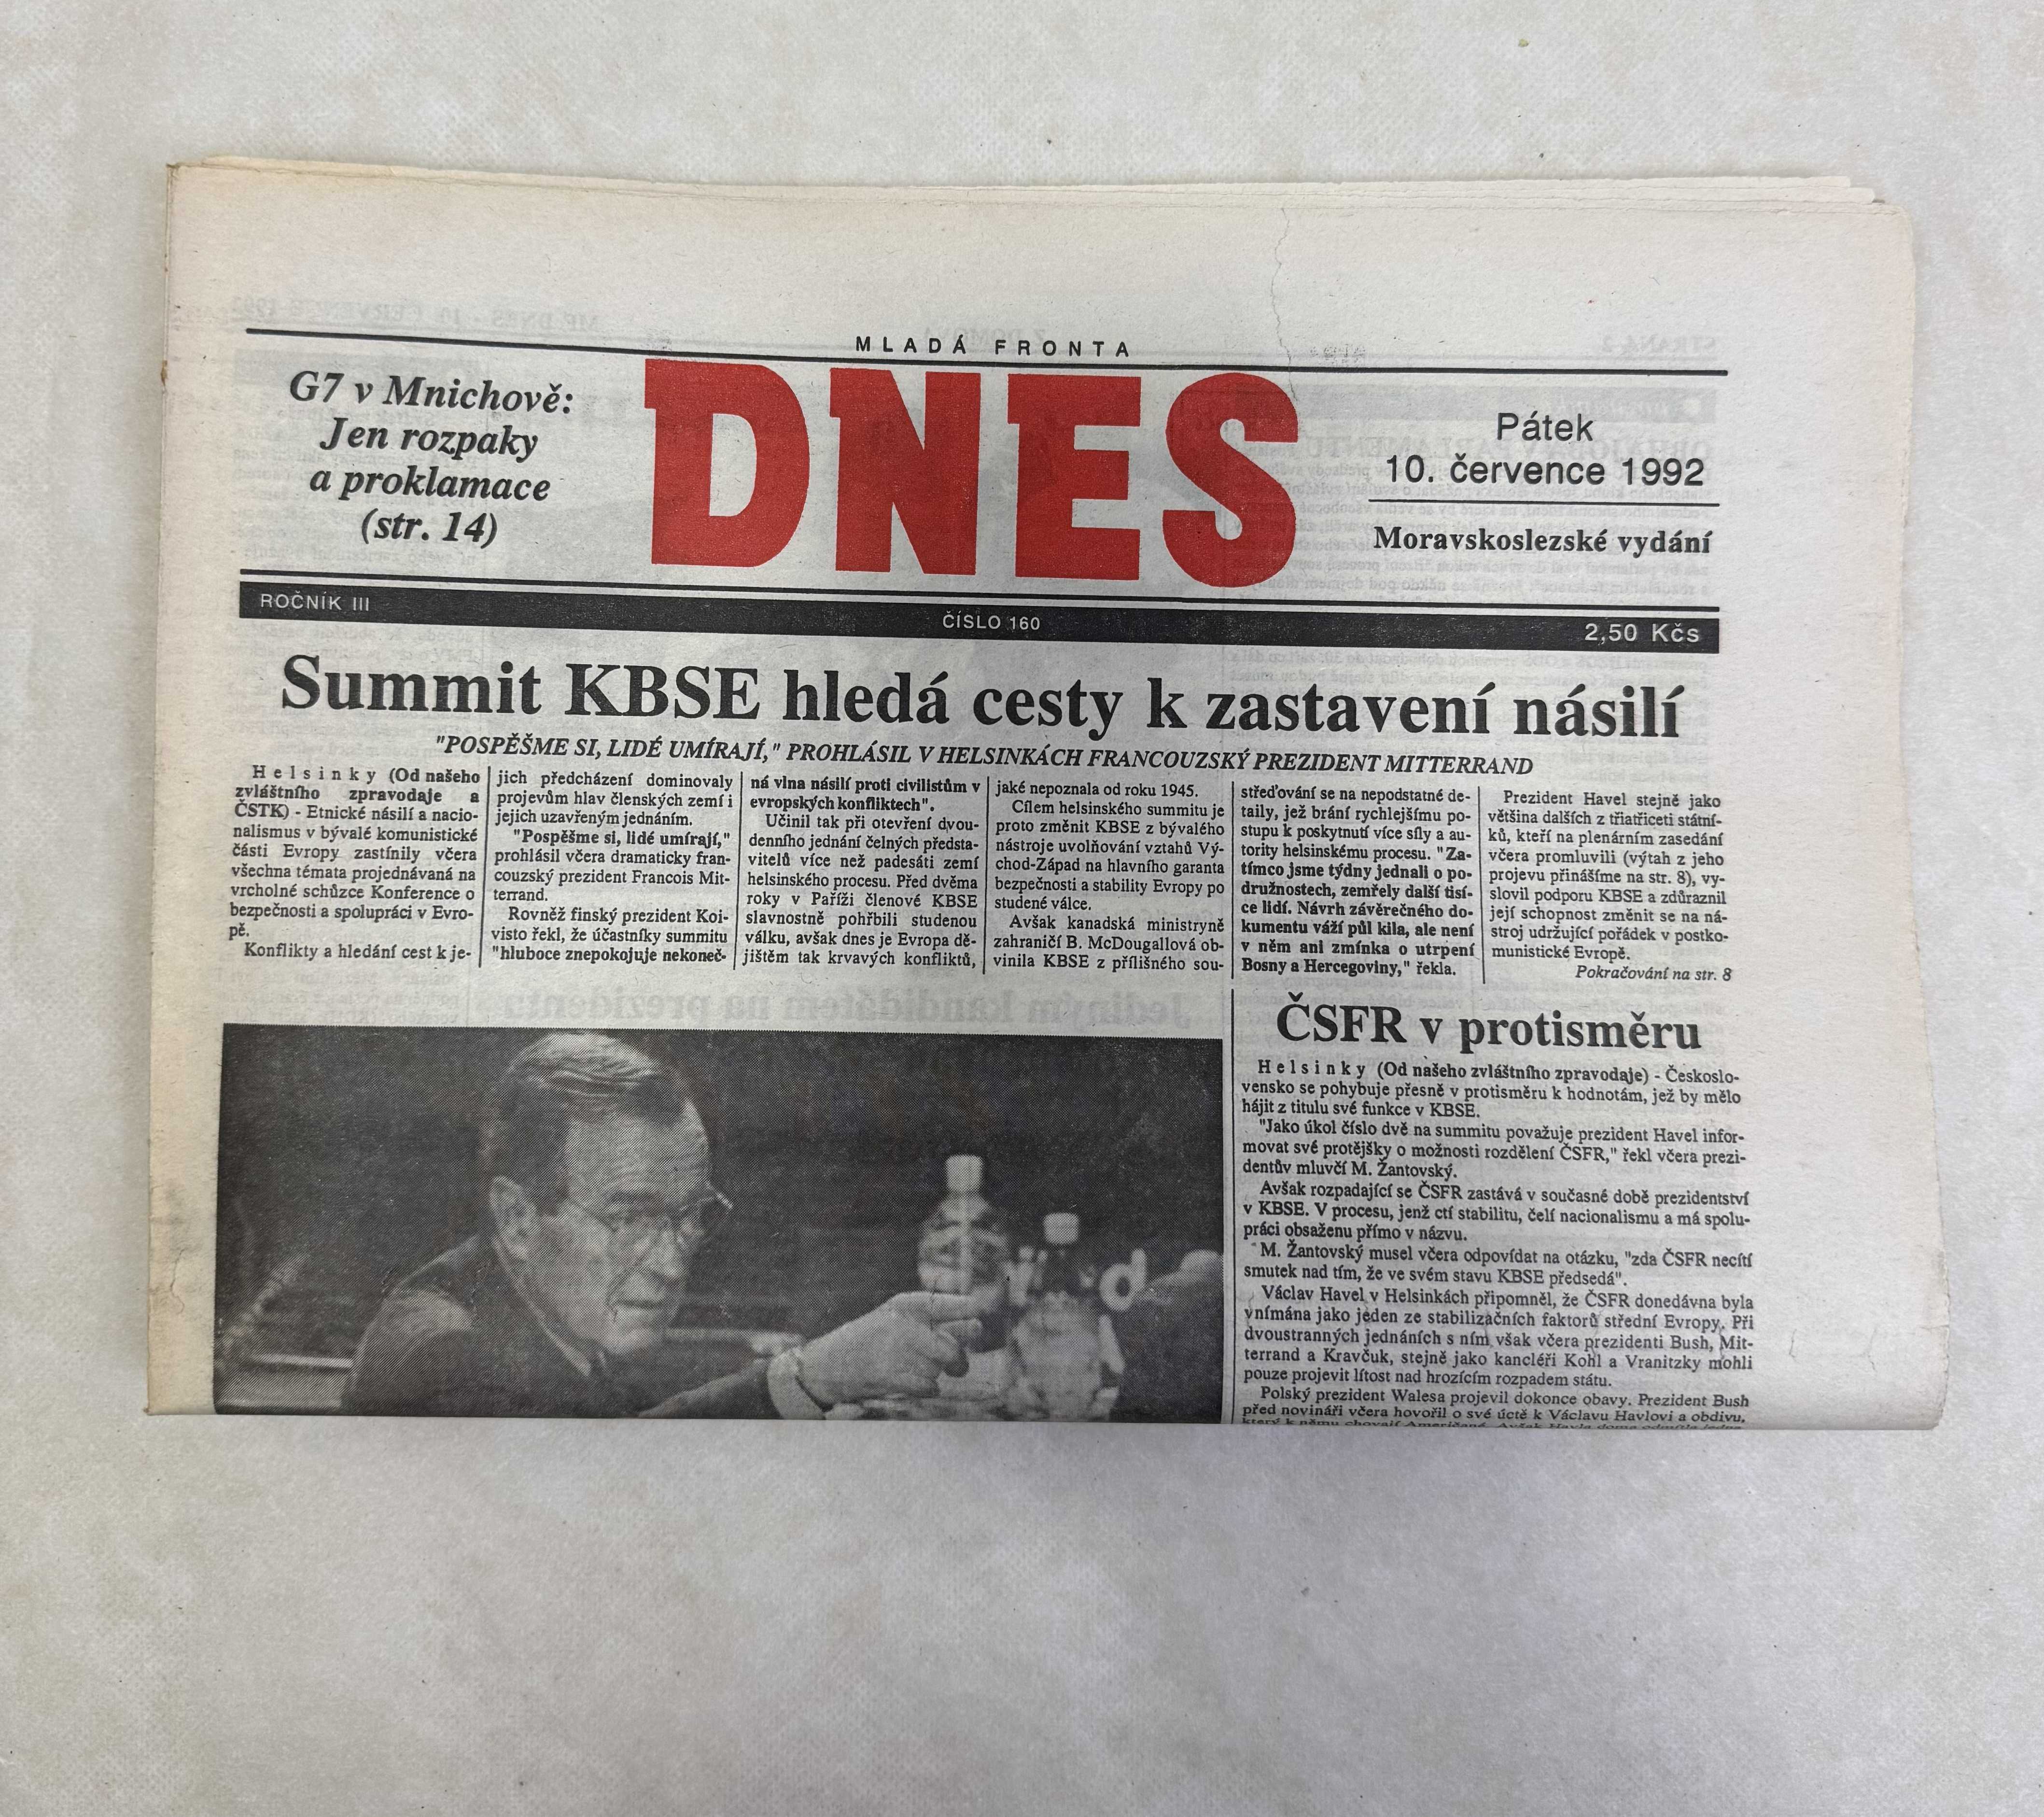 MLADÁ FRONTA
G7 v Mnichově:
Jen rozpaky
a proklamace
(str. 14)
DNES
Pátek
10. července 1992
Moravskoslezské vydání
ROČNÍK III
ČÍSLO 160
2,50 Kčs
Summit KBSE hledá cesty k zastavení násilí
"POSPĚŠME SI, LIDÉ UMÍRAJÍ," PROHLÁSIL V HELSINKÁCH FRANCOUZSKÝ PREZIDENT MITTERRAND
Helsinky (Od našeho
zvláštního zpravodaje a
ČSTK) - Etnické násilí a nacio-
nalismus v bývalé komunistické
části Evropy zastínily včera
všechna témata projednávaná na
vrcholné schůzce Konference o
bezpečnosti a spolupráci v Evro-
pě.
Konflikty a hledání cest k je-
jich předcházení dominovaly
projevům hlav členských zemí i
jejich uzavřeným jednáním.
"Pospěšme si, lidé umírají,"
prohlásil včera dramaticky fran-
couzský prezident Francois Mit-
terrand.
Rovněž finský prezident Koi-
visto řekl, že účastníky summitu
"hluboce znepokojuje nekoneč-
ná vlna násilí proti civilistům v
evropských konfliktech".
Učinil tak při otevření dvou-
denního jednání čelných předsta-
vitelů více než padesáti zemí
helsinského procesu. Před dvěma
roky v Paříži členové KBSE
slavnostně pohřbili studenou
válku, avšak dnes je Evropa dě-
jištěm tak krvavých konfliktů,
jaké nepoznala od roku 1945.
Cílem helsinského summitu je
proto změnit KBSE z bývalého
nástroje uvolňování vztahů Vý-
chod-Západ na hlavního garanta
bezpečnosti a stability Evropy po
studené válce.
Avšak kanadská ministryně
zahraničí B. McDougallová ob-
vinila KBSE z přílišného sou-
střeďování se na nepodstatné de-
taily, jež brání rychlejšímu po-
stupu k poskytnutí více síly a au-
tority helsinskému procesu. "Za-
tímco jsme týdny jednali o po-
družnostech, zemřely další tisí-
ce lidí. Návrh závěrečného do-
kumentu váží půl kila, ale není
v něm ani zmínka o utrpení
Bosny a Hercegoviny," řekla.
Prezident Havel stejně jako
většina dalších z třiatřiceti státní-
ků, kteří na plenárním zasedání
včera promluvili (výtah z jeho
projevu přinášíme na str. 8), vy-
slovil podporu KBSE a zdůraznil
její schopnost změnit se na ná-
stroj udržující pořádek v postko-
munistické Evropě.
Pokračování na str. 8
ČSFR v protisměru
Helsinky (Od našeho zvláštního zpravodaje) - Českoslo-
vensko se pohybuje přesně v protisměru k hodnotám, jež by mělo
hájit z titulu své funkce v KBSE.
"Jako úkol číslo dvě na summitu považuje prezident Havel infor-
movat své protějšky o možnosti rozdělení ČSFR," řekl včera prezi-
dentův mluvčí M. Žantovský.
Avšak rozpadající se ČSFR zastává v současné době prezidentství
v KBSE. V procesu, jenž ctí stabilitu, čelí nacionalismu a má spolu-
práci obsaženu přímo v názvu.
M. Žantovský musel včera odpovídat na otázku, "zda ČSFR necítí
smutek nad tím, že ve svém stavu KBSE předsedá".
Václav Havel v Helsinkách připomněl, že ČSFR donedávna byla
vnímána jako jeden ze stabilizačních faktorů střední Evropy. Při
dvoustranných jednáních s ním však včera prezidenti Bush, Mit-
terrand a Kravčuk, stejně jako kancléři Kohl a Vranitzky mohli
pouze projevit lítost nad hrozícím rozpadem státu.
Polský prezident Walesa projevil dokonce obavy. Prezident Bush
před novináři včera hovořil o své úctě k Václavu Havlovi a obdivu,
který k němu chovají Američané. Avšak Havla doma